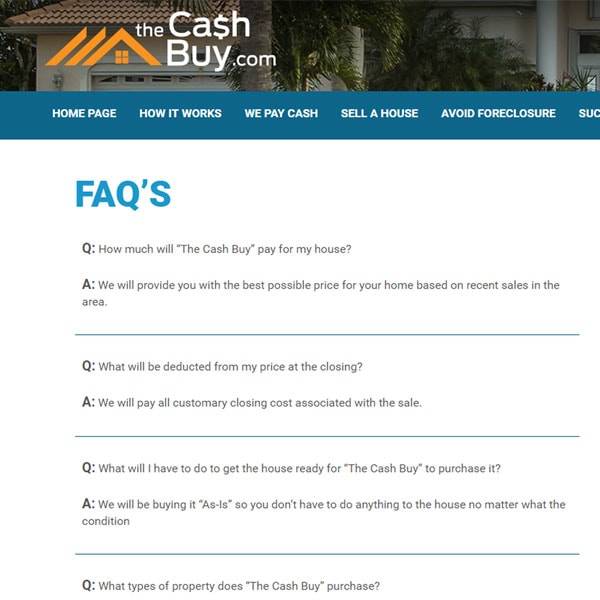 the Ca$h
Buy.com
HOME PAGE HOW IT WORKS WE PAY CASH SELL A HOUSE AVOID FORECLOSURE SUC
FAQ’S
Q: How much will “The Cash Buy” pay for my house?
A: We will provide you with the best possible price for your home based on recent sales in the
area.
Q: What will be deducted from my price at the closing?
A: We will pay all customary closing cost associated with the sale.
Q: What will I have to do to get the house ready for “The Cash Buy” to purchase it?
A: We will be buying it “As-Is” so you don’t have to do anything to the house no matter what the
condition
Q: What types of property does “The Cash Buy” purchase?